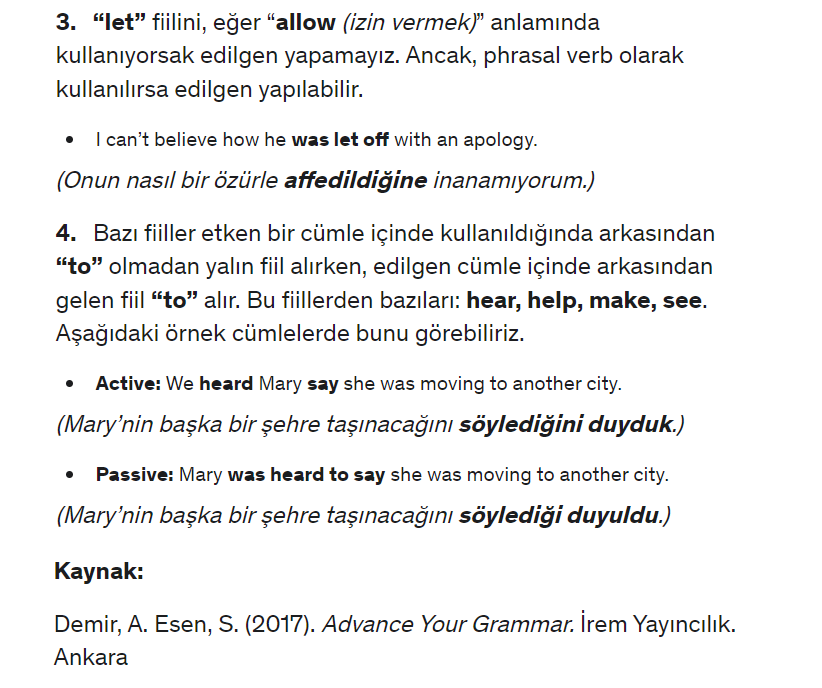 3. “let” fiilini, eğer “allow (izin vermek)” anlamında
kullanıyorsak edilgen yapamayız. Ancak, phrasal verb olarak
kullanılırsa edilgen yapılabilir.
• I can’t believe how he was let off with an apology.
(Onun nasıl bir özürle affedildiğine inanamıyorum.)
4. Bazı fiiller etken bir cümle içinde kullanıldığında arkasından
“to” olmadan yalın fiil alırken, edilgen cümle içinde arkasından
gelen fiil “to” alır. Bu fiillerden bazıları: hear, help, make, see.
Aşağıdaki örnek cümlelerde bunu görebiliriz.
• Active: We heard Mary say she was moving to another city.
(Mary’nin başka bir şehre taşınacağını söylediğini duyduk.)
• Passive: Mary was heard to say she was moving to another city.
(Mary’nin başka bir şehre taşınacağını söylediği duyuldu.)
Kaynak:
Demir, A. Esen, S. (2017). Advance Your Grammar. İrem Yayıncılık.
Ankara